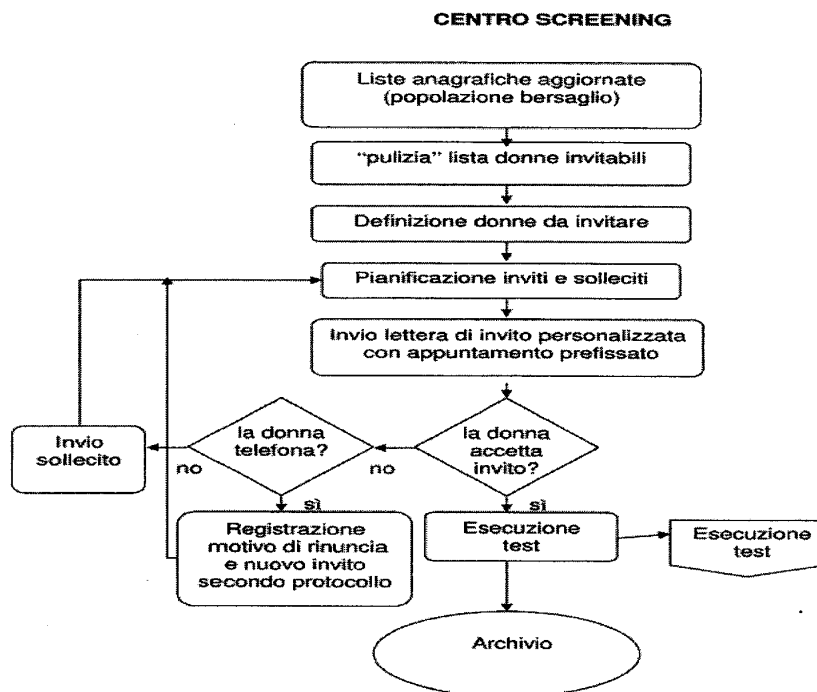 CENTRO SCREENING
Liste anagrafiche aggiornate
(popolazione bersaglio)
"pulizia" lista donne invitabili
Definizione donne da invitare
Pianificazione inviti e solleciti
Invio lettera di invito personalizzata
con appuntamento prefissato
Invio
sollecito
no
la donna
telefona?
no
la donna
accetta
invito?
sì
sì
Registrazione
motivo di rinuncia
e nuovo invito
secondo protocollo
Esecuzione
test
Esecuzione
test
Archivio